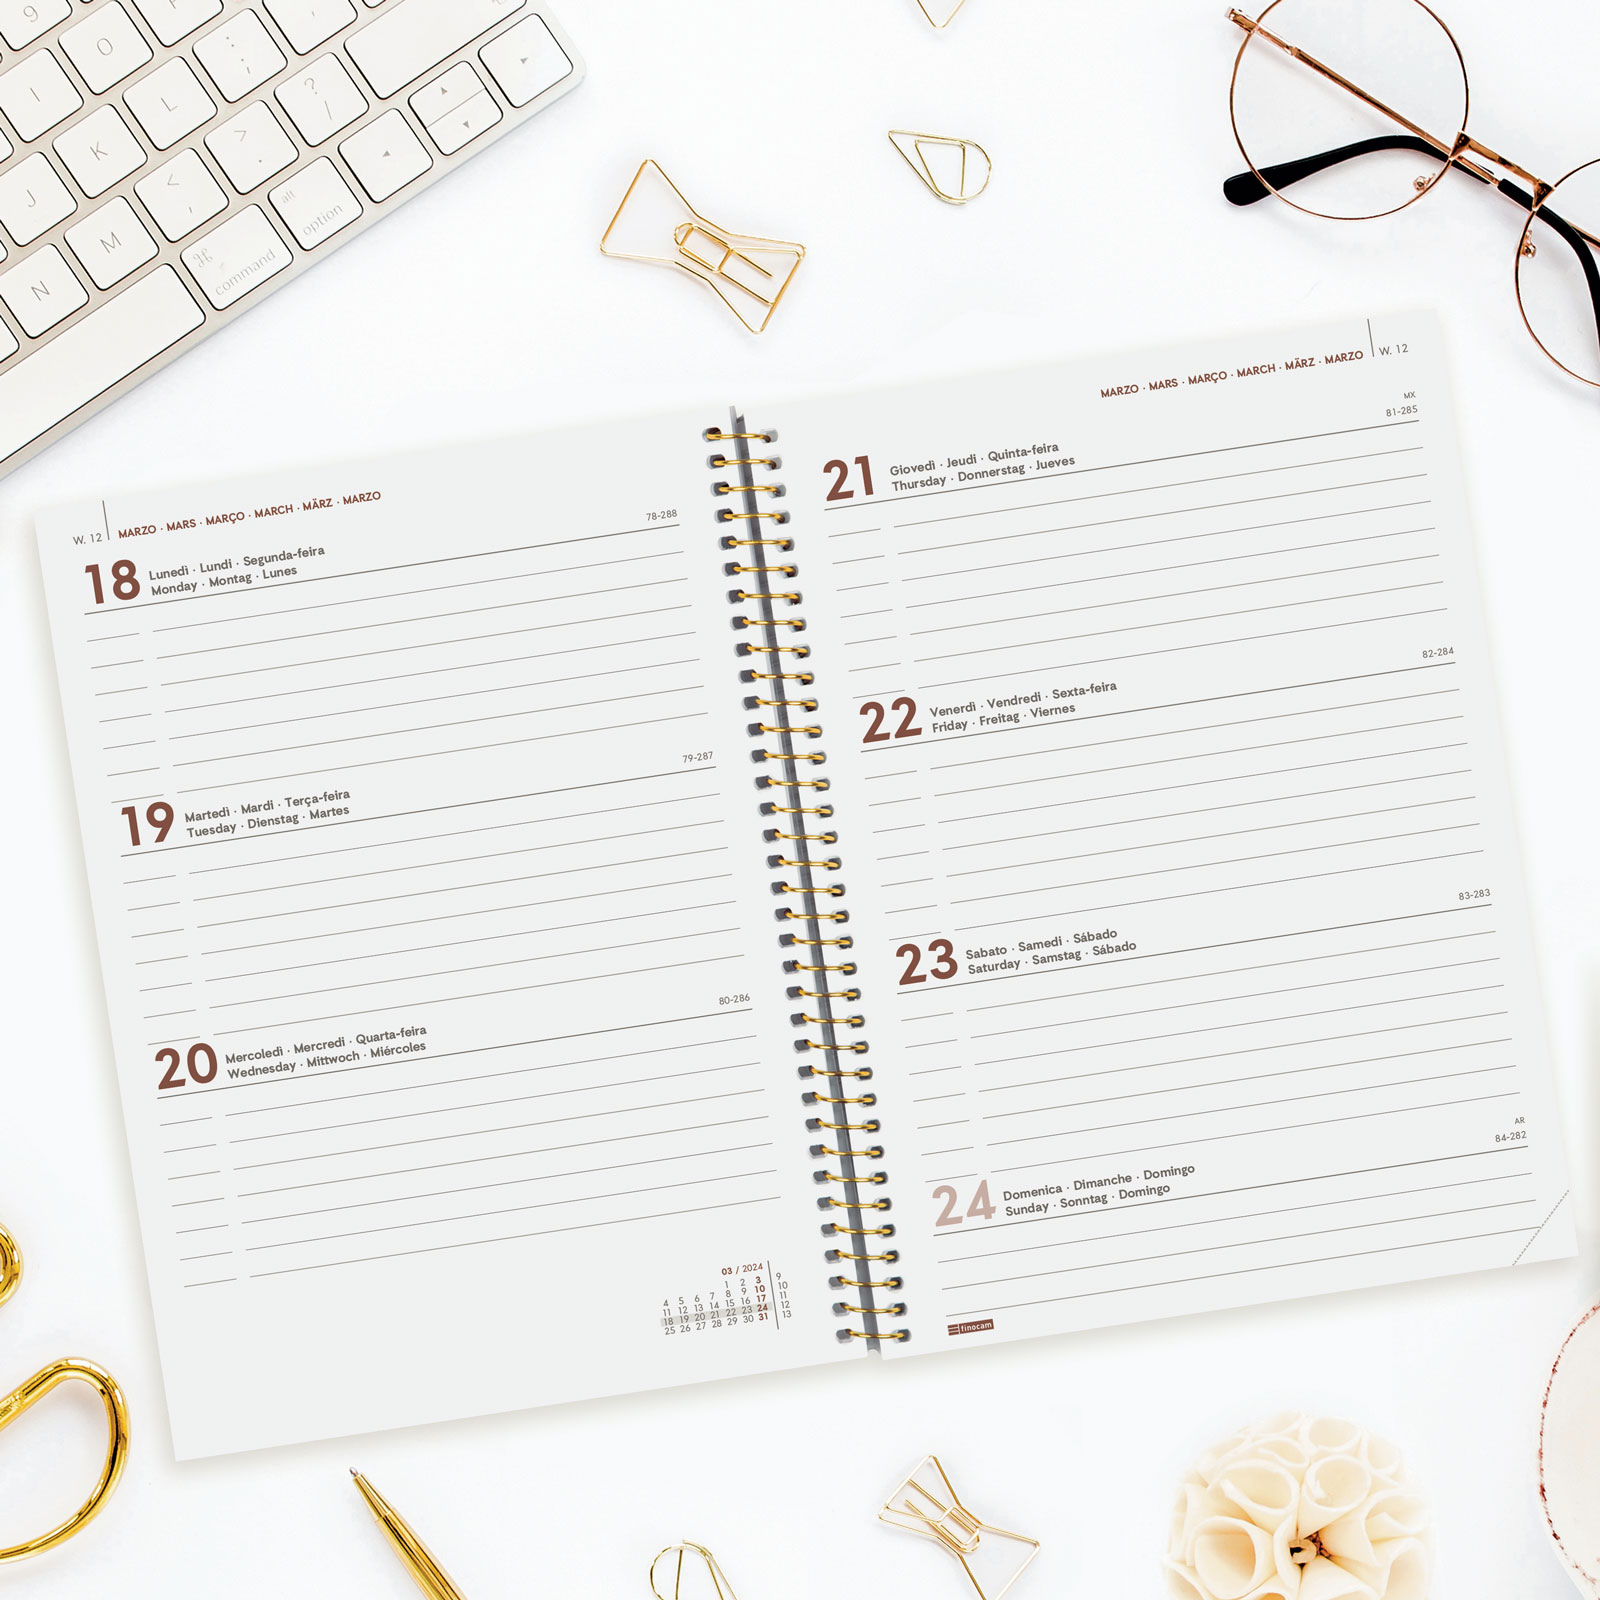 9
O
I
L
:
;
?
/
K
>
.
J
<
,
M
alt
option
N
⌘
command
W. 12
MARZO · MARS · MARÇO · MARCH · MÄRZ · MARZO
78-288
18
Lunedì · Lundi · Segunda-feira
Monday · Montag · Lunes
79-287
19
Martedì · Mardi · Terça-feira
Tuesday · Dienstag · Martes
80-286
20
Mercoledì · Mercredi · Quarta-feira
Wednesday · Mittwoch · Miércoles
03 / 2024
1 2 3 9
4 5 6 7 8 9 10 10
11 12 13 14 15 16 17 11
18 19 20 21 22 23 24 12
25 26 27 28 29 30 31 13
MARZO · MARS · MARÇO · MARCH · MÄRZ · MARZO
W. 12
MX
81-285
21
Giovedì · Jeudi · Quinta-feira
Thursday · Donnerstag · Jueves
82-284
22
Venerdì · Vendredi · Sexta-feira
Friday · Freitag · Viernes
83-283
23
Sabato · Samedi · Sábado
Saturday · Samstag · Sábado
AR
84-282
24
Domenica · Dimanche · Domingo
Sunday · Sonntag · Domingo
finocam